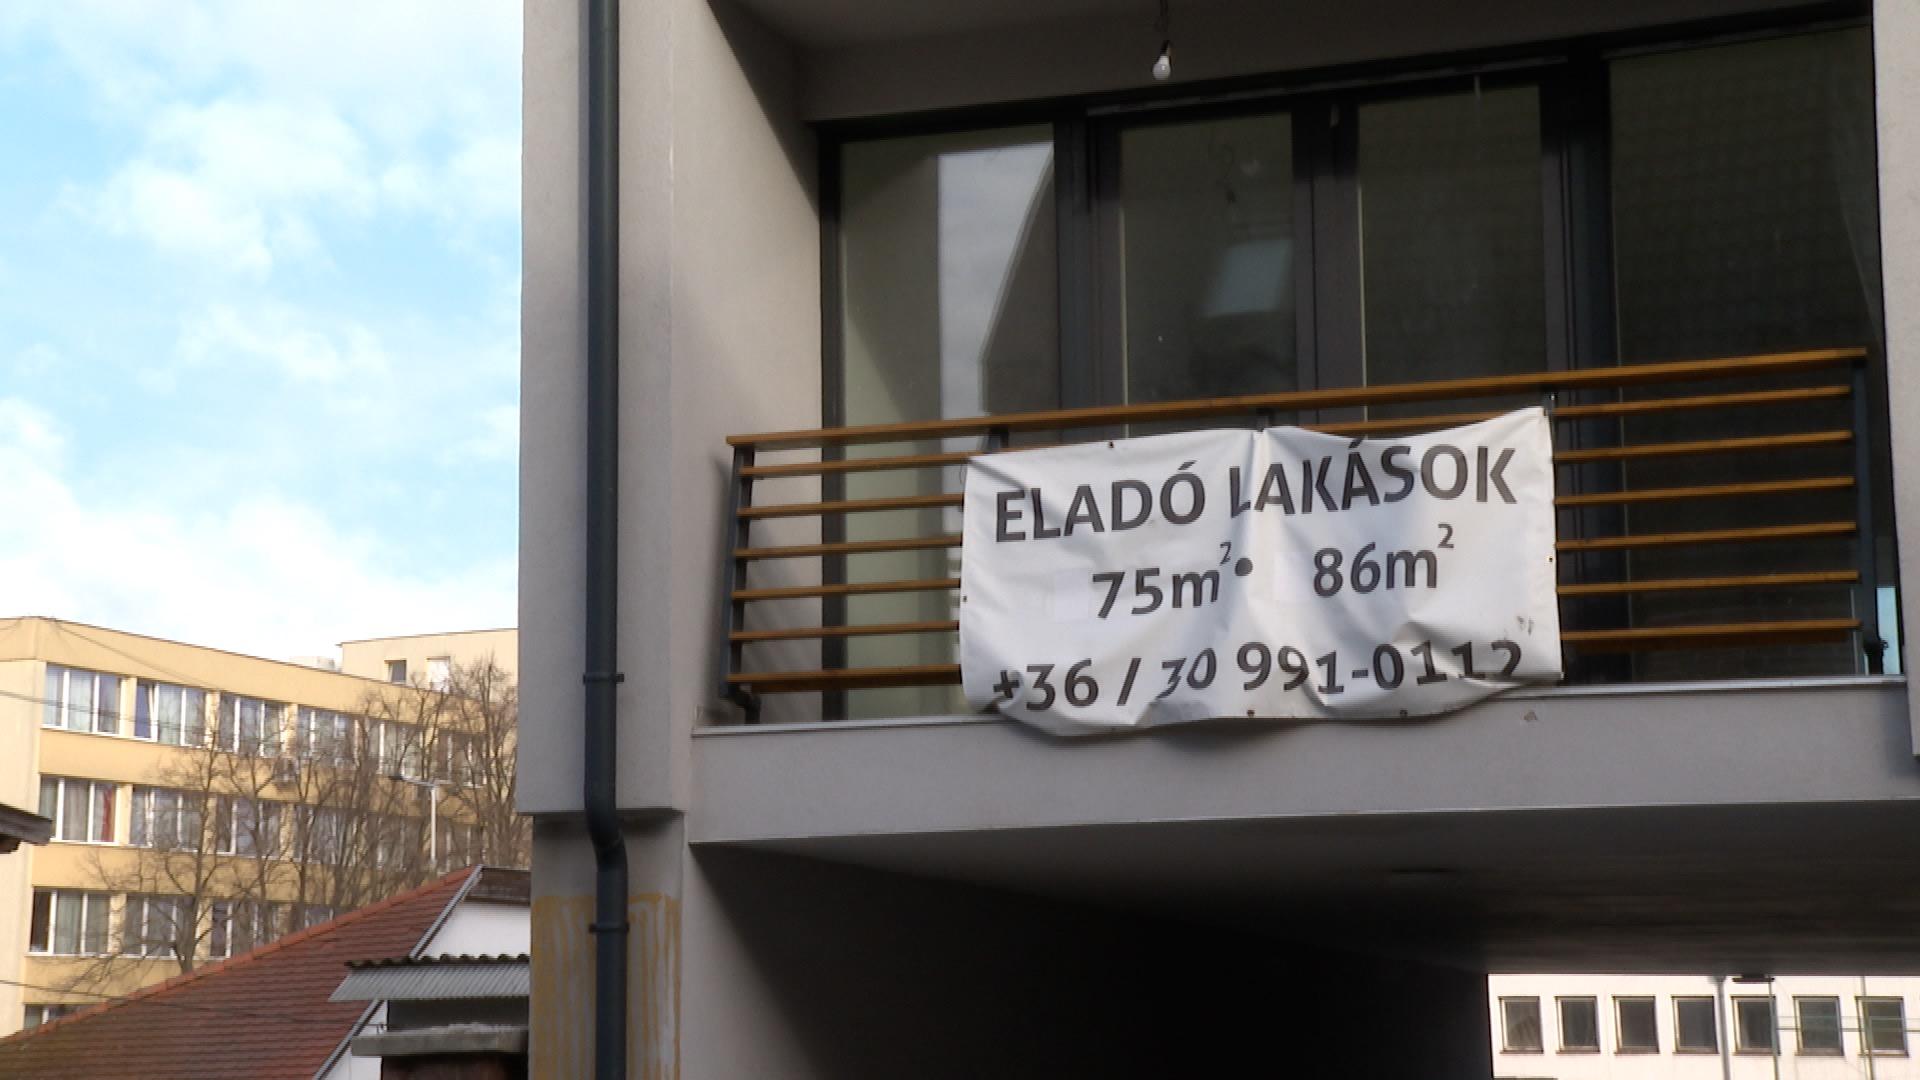 ELADÓ LAKÁSOK
75m²• 86m²
+36 / 30 991-0112